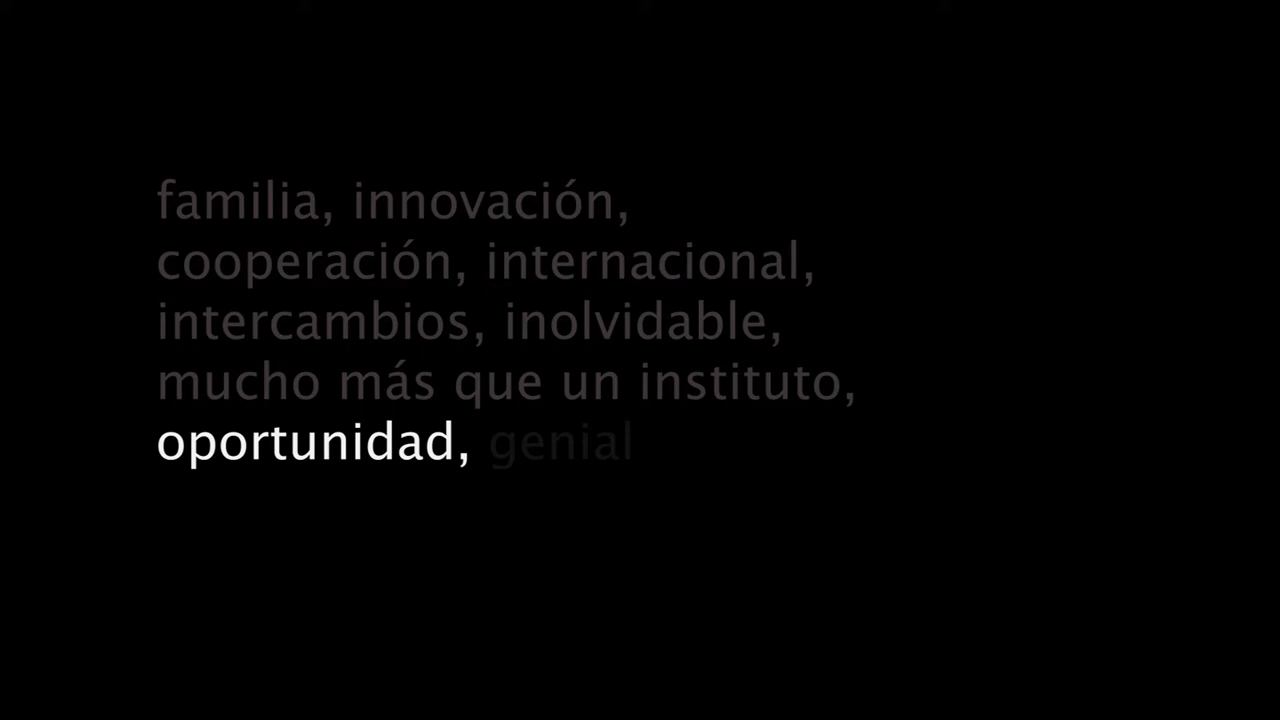 familia, innovación,
cooperación, internacional,
intercambios, inolvidable,
mucho más que un instituto,
oportunidad, genial